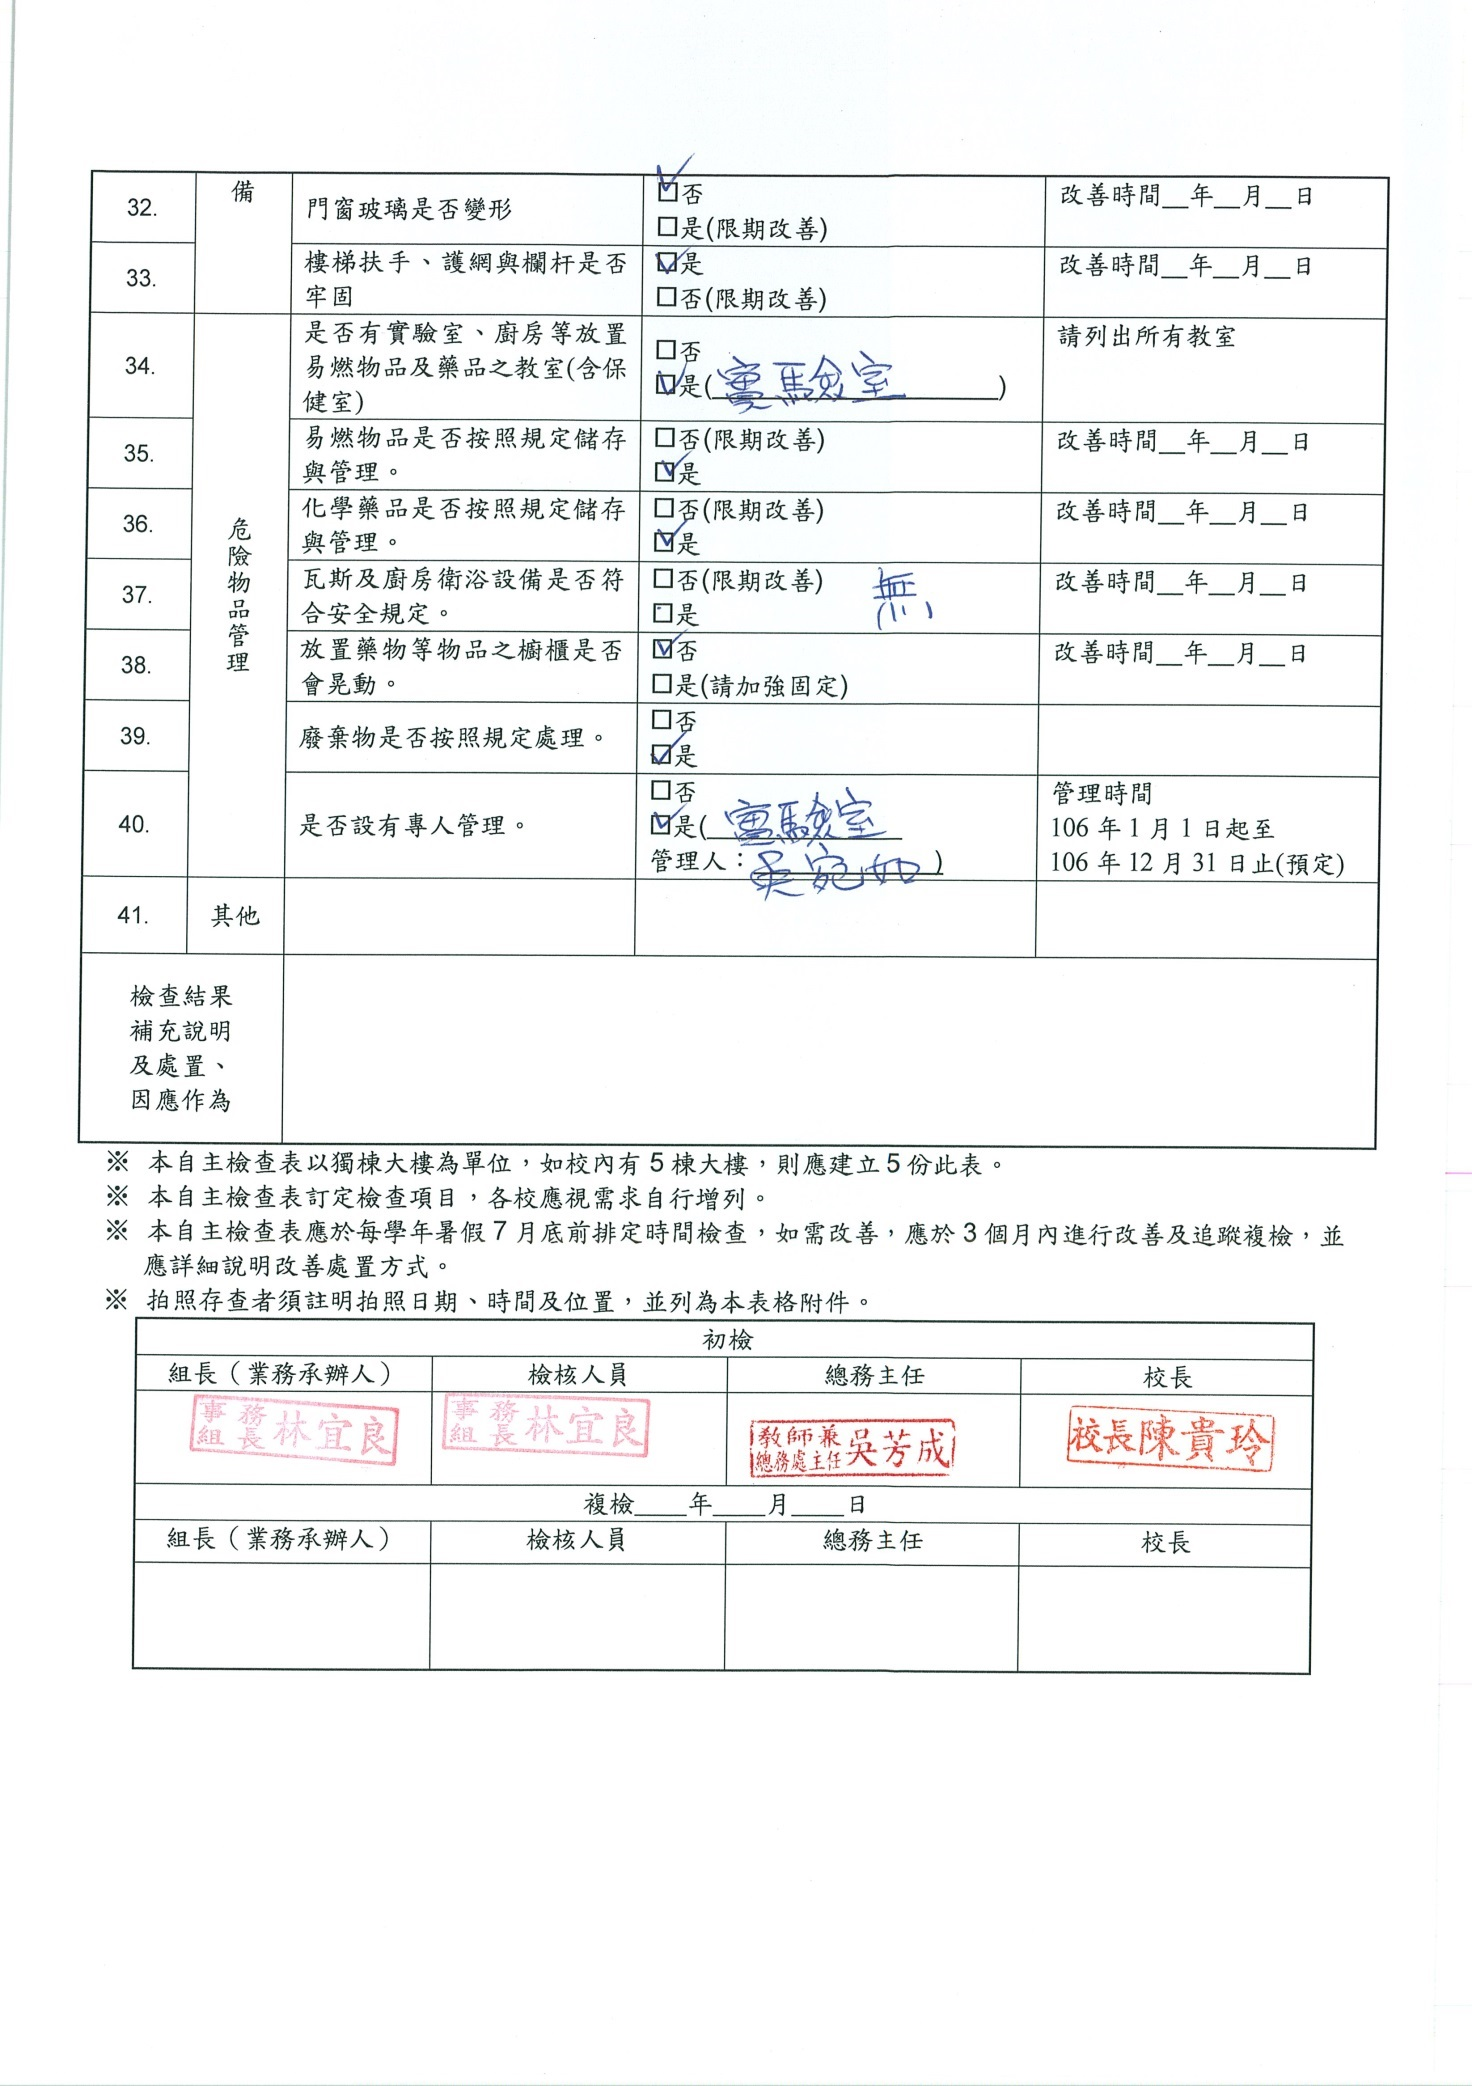 32.
備
門窗玻璃是否變形
☑否
□是(限期改善)
改善時間__年__月__日
33.
樓梯扶手、護網與欄杆是否
牢固
☑是
□否(限期改善)
改善時間__年__月__日
危險物品管理
34.
是否有實驗室、廚房等放置
易燃物品及藥品之教室(含保
健室)
□否
☑是(實驗室)
請列出所有教室
35.
易燃物品是否按照規定儲存
與管理。
□否(限期改善)
☑是
改善時間__年__月__日
36.
化學藥品是否按照規定儲存
與管理。
□否(限期改善)
☑是
改善時間__年__月__日
37.
瓦斯及廚房衛浴設備是否符
合安全規定。
□否(限期改善)
□是
無
改善時間__年__月__日
38.
放置藥物等物品之櫥櫃是否
會晃動。
☑否
□是(請加強固定)
改善時間__年__月__日
39.
廢棄物是否按照規定處理。
□否
☑是
40.
是否設有專人管理。
□否
☑是(實驗室
管理人：吳宛如)
管理時間
106 年 1 月 1 日起至
106 年 12 月 31 日止(預定)
41.
其他
檢查結果
補充說明
及處置、
因應作為
※ 本自主檢查表以獨棟大樓為單位，如校內有 5 棟大樓，則應建立 5 份此表。
※ 本自主檢查表訂定檢查項目，各校應視需求自行增列。
※ 本自主檢查表應於每學年暑假 7 月底前排定時間檢查，如需改善，應於 3 個月內進行改善及追蹤複檢，並
應詳細說明改善處置方式。
※ 拍照存查者須註明拍照日期、時間及位置，並列為本表格附件。
初檢
組長（業務承辦人） 檢核人員 總務主任 校長
事務組長林宜良 事務組長林宜良 教師兼總務處主任吳芳成 校長陳貴玲
複檢____年____月____日
組長（業務承辦人） 檢核人員 總務主任 校長